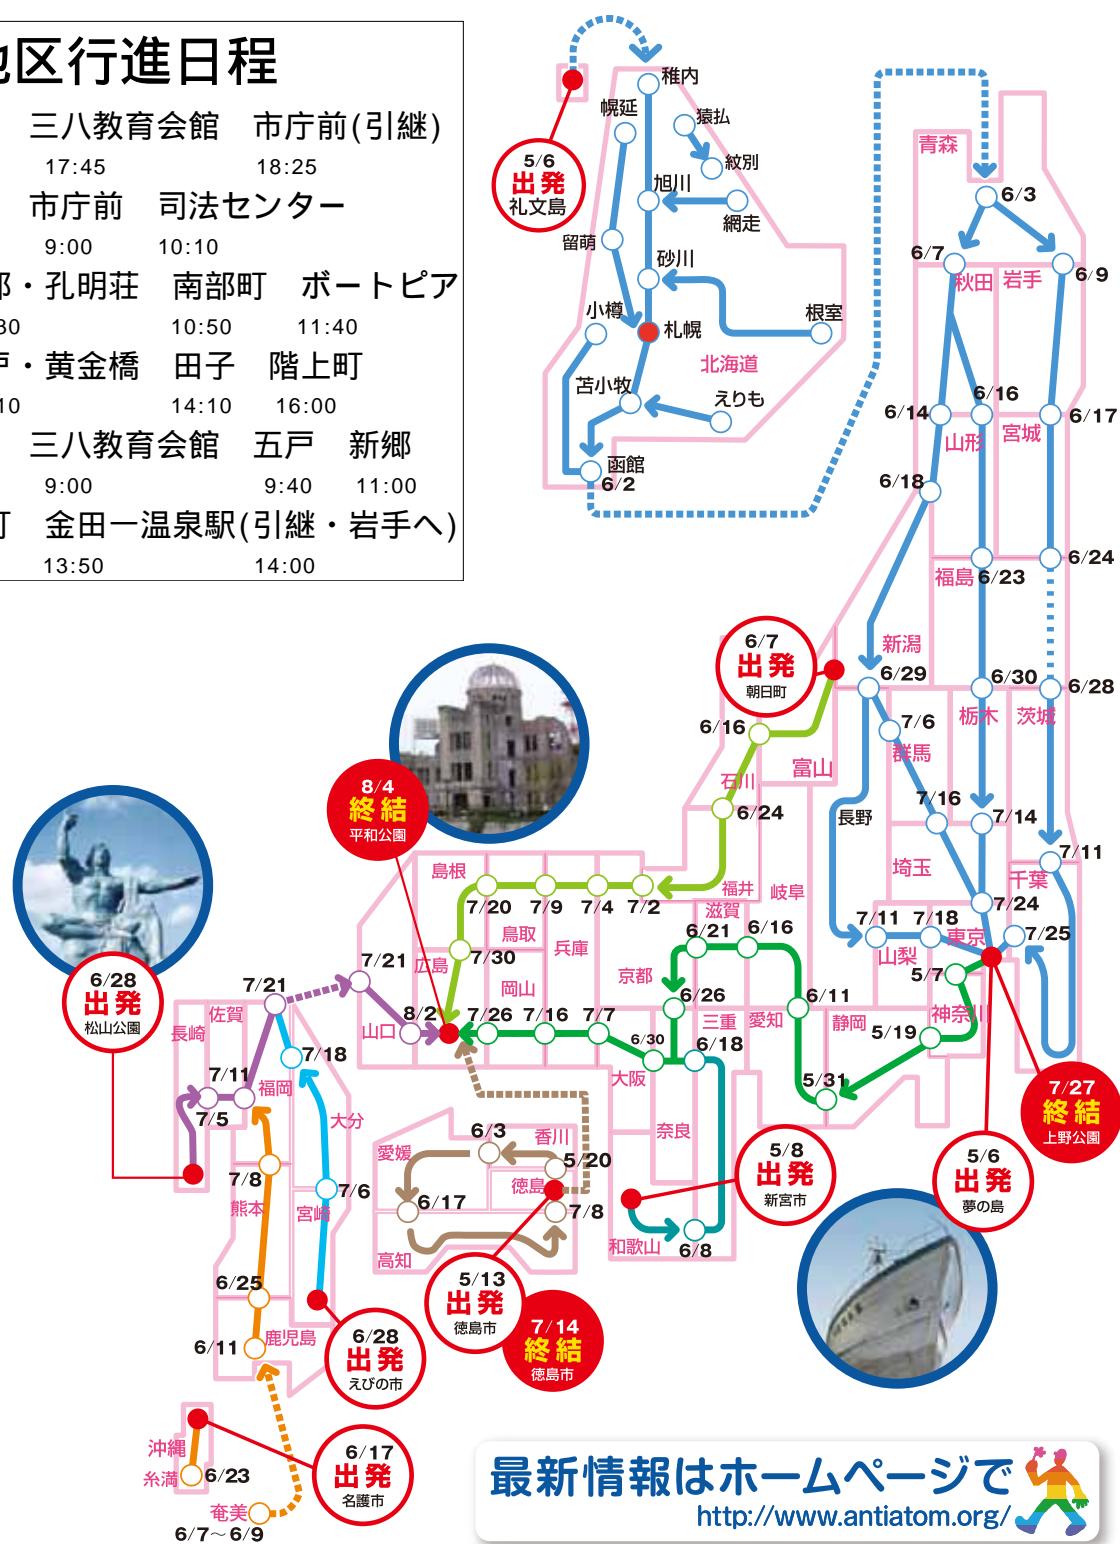 地区行進日程
三八教育会館　市庁前(引継)
17:45　18:25
市庁前　司法センター
9:00　10:10
・孔明荘　南部町　ボートピア
30　10:50　11:40
・黄金橋　田子　階上町
10　14:10　16:00
三八教育会館　五戸　新郷
9:00　9:40　11:00
町　金田一温泉駅(引継・岩手へ)
13:50　14:00
5/6
出発
礼文島
稚内
幌延
猿払
紋別
旭川
網走
留萌
砂川
小樽
札幌
根室
北海道
苫小牧
えりも
函館
6/2
青森
6/3
6/7
6/9
秋田
岩手
6/14
6/16
6/17
山形
宮城
6/18
6/24
福島
6/23
新潟
6/29
6/30
6/28
栃木
茨城
7/6
群馬
6/7
出発
朝日町
6/16
富山
石川
6/24
長野
7/16
7/14
7/11
埼玉
千葉
7/24
7/11
7/18
東京
7/25
山梨
5/7
神奈川
5/19
8/4
終結
平和公園
島根
7/20
7/9
7/4
7/2
福井
岐阜
滋賀
鳥取
兵庫
6/21
6/16
7/21
広島
7/30
京都
岡山
6/26
6/11
山口
8/2
7/26
7/16
7/7
三重
愛知
静岡
6/30
6/18
大阪
5/31
6/28
出発
松山公園
7/21
長崎
佐賀
7/18
7/11
福岡
7/5
大分
7/8
7/6
熊本
宮崎
6/25
6/11
鹿児島
愛媛
6/3
香川
5/20
徳島
6/17
7/8
高知
奈良
和歌山
6/8
5/8
出発
新宮市
5/6
出発
夢の島
7/27
終結
上野公園
5/13
出発
徳島市
7/14
終結
徳島市
6/28
出発
えびの市
沖縄
糸満
6/23
6/17
出発
名護市
奄美
6/7～6/9
最新情報はホームページで
http://www.antiatom.org/